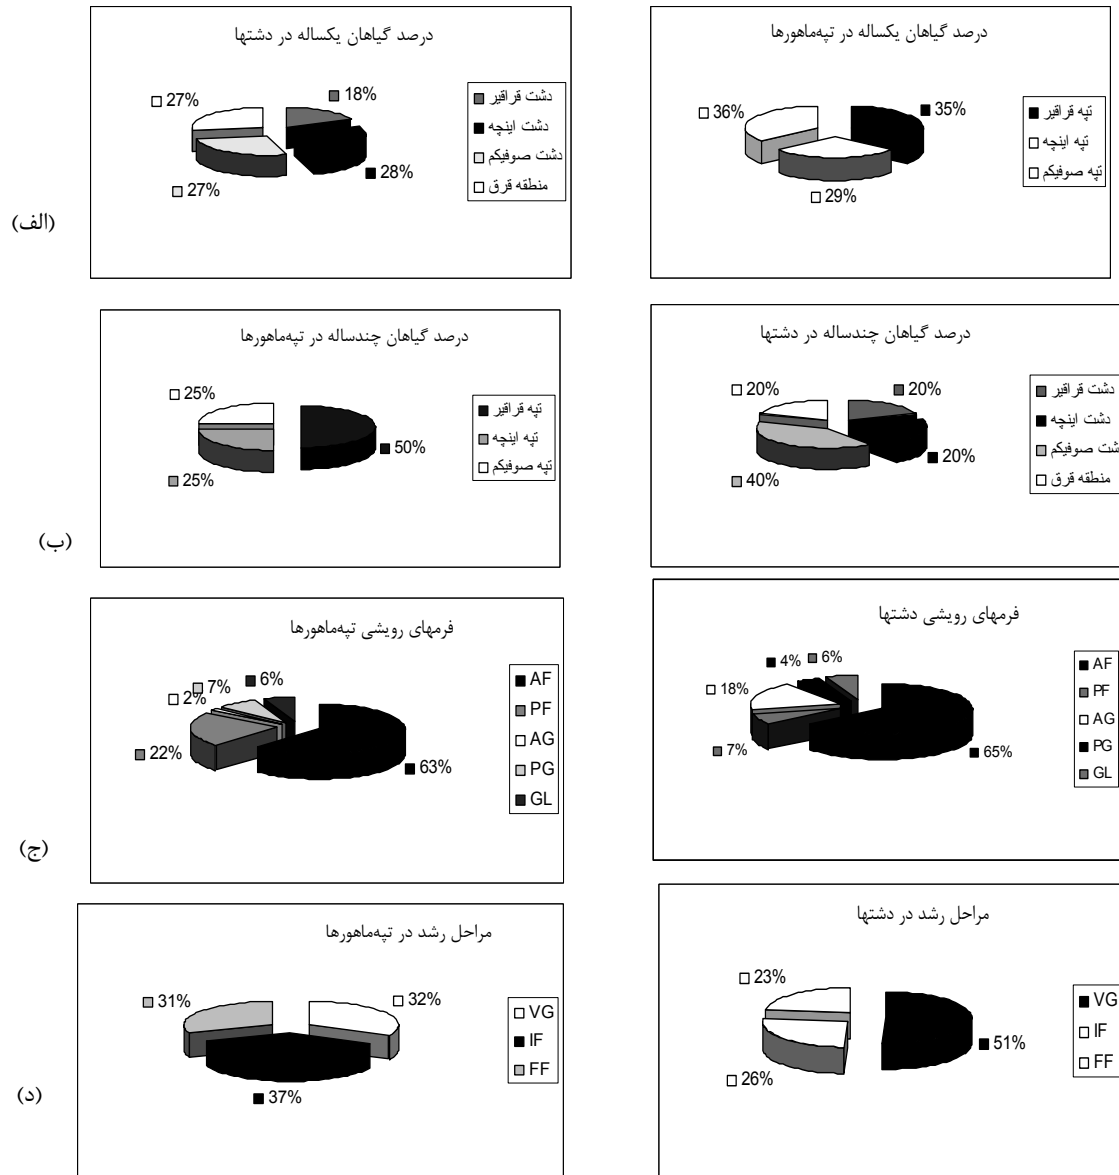 درصد گیاهان یکساله در دشتها
27%
18%
28%
27%
دشت قراقیر
دشت اینچه
دشت صوفیکم
منطقه قرق
درصد گیاهان یکساله در تپه‌ماهورها
36%
35%
29%
تپه قراقیر
تپه اینچه
تپه صوفیکم
(الف)
درصد گیاهان چندساله در تپه‌ماهورها
25%
50%
25%
تپه قراقیر
تپه اینچه
تپه صوفیکم
درصد گیاهان چندساله در دشتها
20%
20%
20%
40%
دشت قراقیر
دشت اینچه
شت صوفیکم
منطقه قرق
(ب)
فرمهای رویشی تپه‌ماهورها
7%
6%
2%
22%
63%
AF
PF
AG
PG
GL
فرمهای رویشی دشتها
4%
6%
18%
7%
65%
AF
PF
AG
PG
GL
(ج)
مراحل رشد در تپه‌ماهورها
31%
32%
37%
VG
IF
FF
مراحل رشد در دشتها
23%
51%
26%
VG
IF
FF
(د)